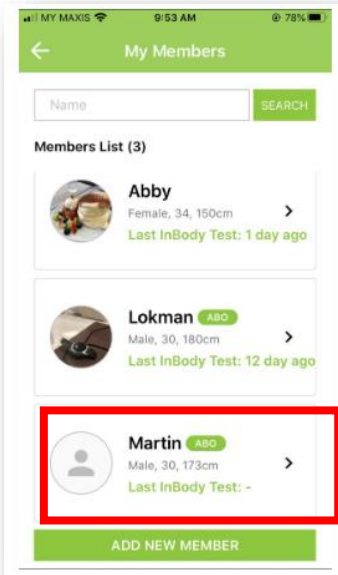 MY MAXIS 9:53 AM 78%
My Members
Name SEARCH
Members List (3)
Abby
Female, 34, 150cm
Last InBody Test: 1 day ago
Lokman ABO
Male, 30, 180cm
Last InBody Test: 12 day ago
Martin ABO
Male, 30, 173cm
Last InBody Test: -
ADD NEW MEMBER